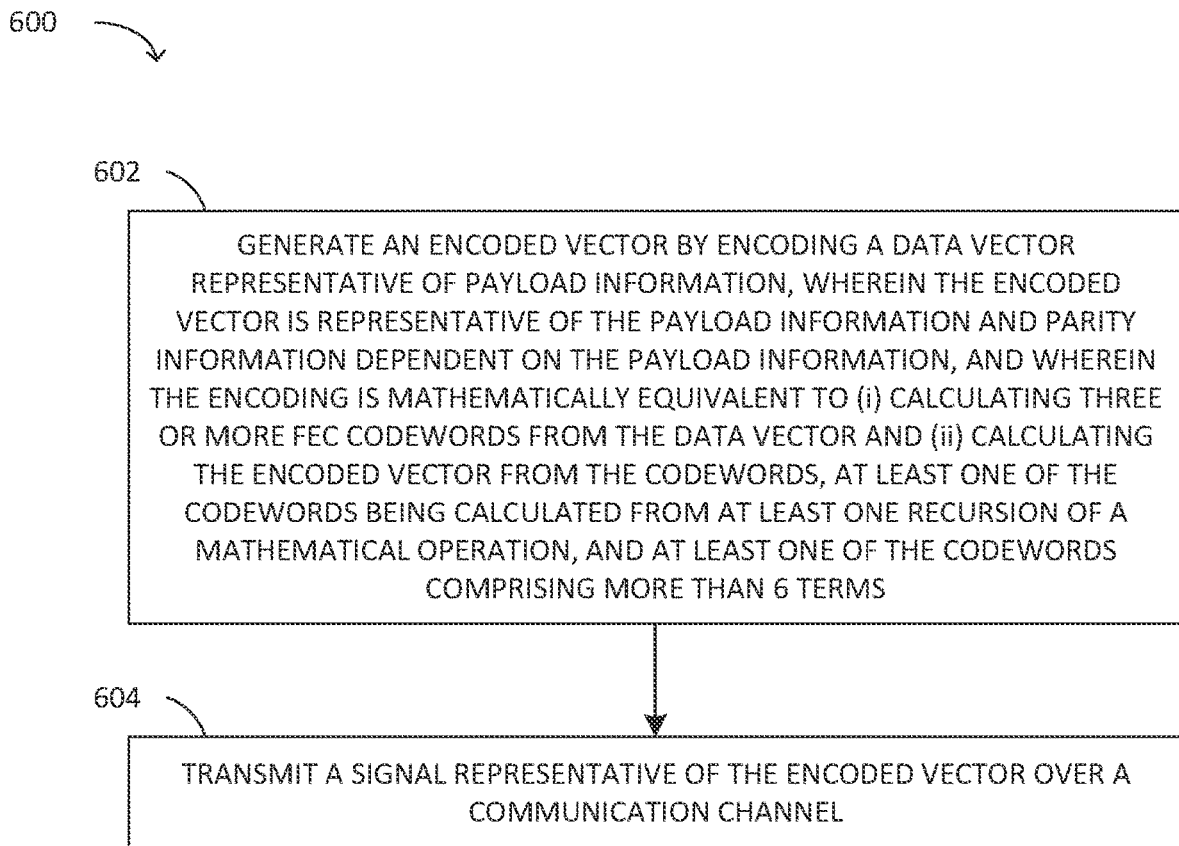 600
602
GENERATE AN ENCODED VECTOR BY ENCODING A DATA VECTOR
REPRESENTATIVE OF PAYLOAD INFORMATION, WHEREIN THE ENCODED
VECTOR IS REPRESENTATIVE OF THE PAYLOAD INFORMATION AND PARITY
INFORMATION DEPENDENT ON THE PAYLOAD INFORMATION, AND WHEREIN
THE ENCODING IS MATHEMATICALLY EQUIVALENT TO (i) CALCULATING THREE
OR MORE FEC CODEWORDS FROM THE DATA VECTOR AND (ii) CALCULATING
THE ENCODED VECTOR FROM THE CODEWORDS, AT LEAST ONE OF THE
CODEWORDS BEING CALCULATED FROM AT LEAST ONE RECURSION OF A
MATHEMATICAL OPERATION, AND AT LEAST ONE OF THE CODEWORDS
COMPRISING MORE THAN 6 TERMS
604
TRANSMIT A SIGNAL REPRESENTATIVE OF THE ENCODED VECTOR OVER A
COMMUNICATION CHANNEL